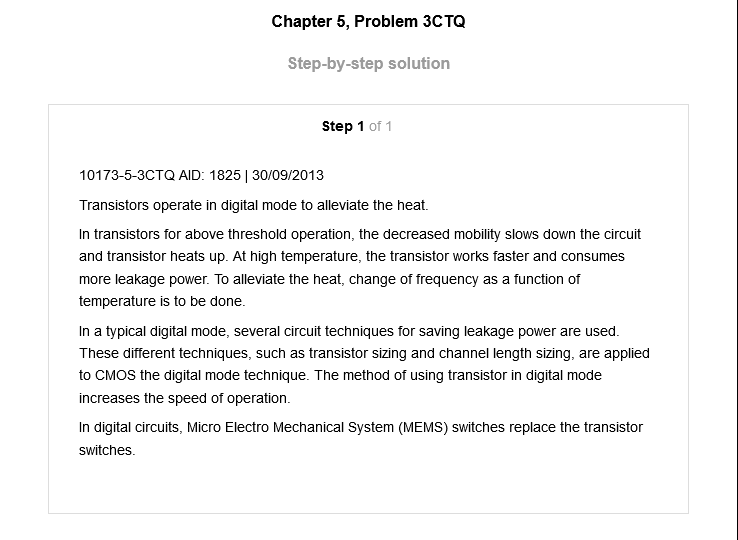 Chapter 5, Problem 3CTQ
Step-by-step solution
Step 1 of 1
10173-5-3CTQ AID: 1825 | 30/09/2013
Transistors operate in digital mode to alleviate the heat.
In transistors for above threshold operation, the decreased mobility slows down the circuit
and transistor heats up. At high temperature, the transistor works faster and consumes
more leakage power. To alleviate the heat, change of frequency as a function of
temperature is to be done.
In a typical digital mode, several circuit techniques for saving leakage power are used.
These different techniques, such as transistor sizing and channel length sizing, are applied
to CMOS the digital mode technique. The method of using transistor in digital mode
increases the speed of operation.
In digital circuits, Micro Electro Mechanical System (MEMS) switches replace the transistor
switches.